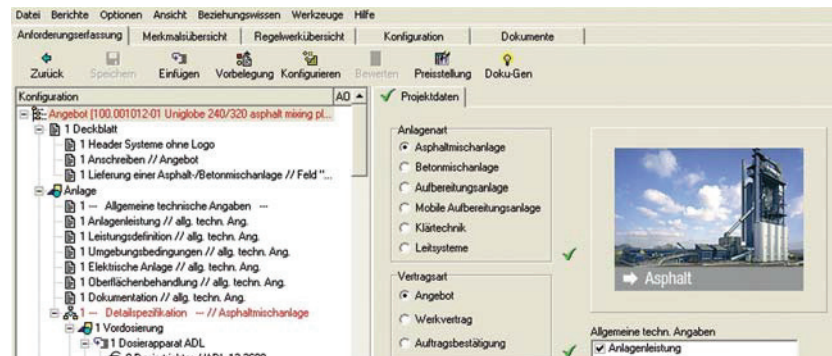 Datei Berichte Optionen Ansicht Beziehungswissen Werkzeuge Hilfe
Anforderungserfassung Merkmalsübersicht Regelwerkübersicht Konfiguration Dokumente
Zurück Speichern Einfügen Vorbelegung Konfigurieren Bewerten Preisstellung Doku-Gen
Konfiguration
Angebot [100.001012-01 Uniglobe 240/320 asphalt mixing pl...
1 Deckblatt
1 Header Systeme ohne Logo
1 Anschreiben // Angebot
1 Lieferung einer Asphalt-/Betonmischanlage // Feld "...
Anlage
1 --- Allgemeine technische Angaben ---
1 Anlagenleistung // allg. techn. Ang.
1 Leistungsdefinition // allg. techn. Ang.
1 Umgebungsbedingungen // allg. techn. Ang.
1 Elektrische Anlage // allg. techn. Ang.
1 Oberflächenbehandlung // allg. techn. Ang.
1 Dokumentation // allg. techn. Ang.
1 --- Detailspezifikation --- // Asphaltmischanlage
1 Vordosierung
1 Dosierapparat ADL
Projektdaten
Anlagenart
Asphaltmischanlage
Betonmischanlage
Aufbereitungsanlage
Mobile Aufbereitungsanlage
Klärtechnik
Leitsysteme
Vertragsart
Angebot
Werkvertrag
Auftragsbestätigung
Asphalt
Allgemeine techn. Angaben
Anlagenleistung